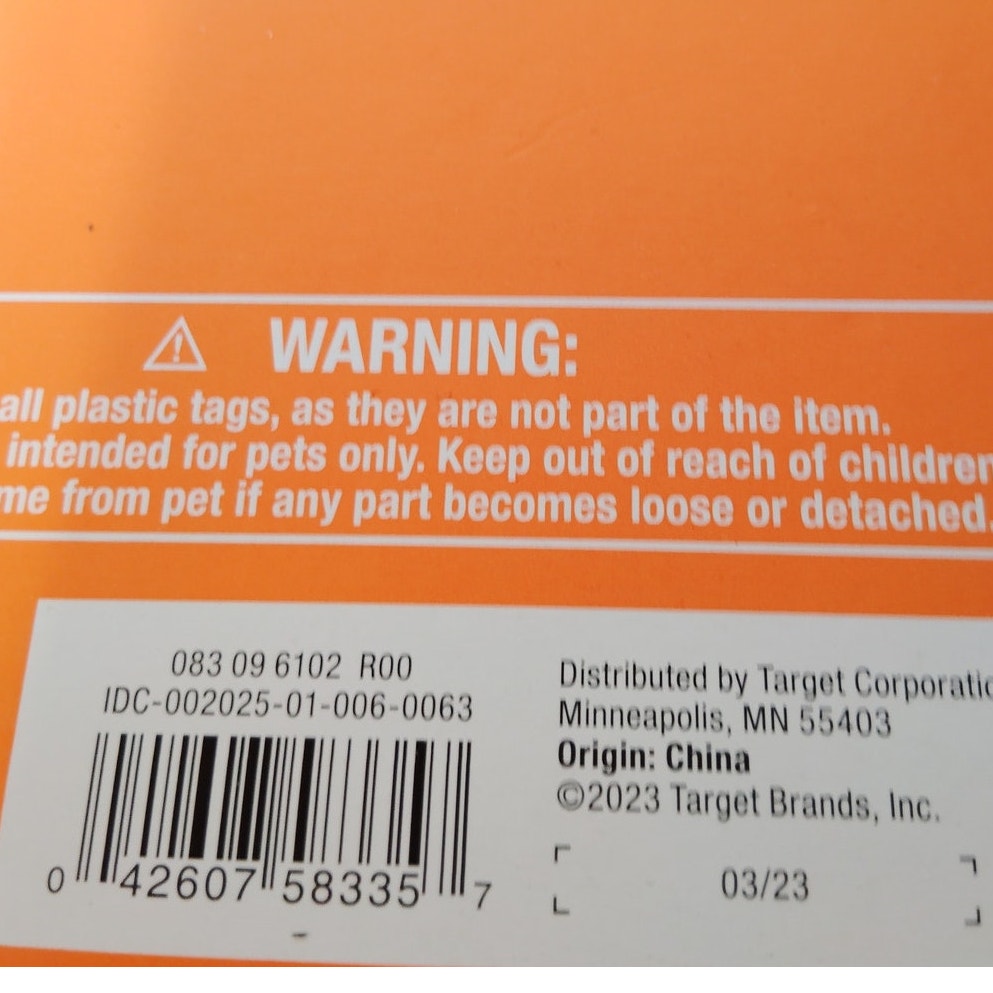 WARNING:
all plastic tags, as they are not part of the item.
intended for pets only. Keep out of reach of children
me from pet if any part becomes loose or detached.
083 09 6102 R00
IDC-002025-01-006-0063
0 42607 58335 7
Distributed by Target Corporatio
Minneapolis, MN 55403
Origin: China
©2023 Target Brands, Inc.
03/23